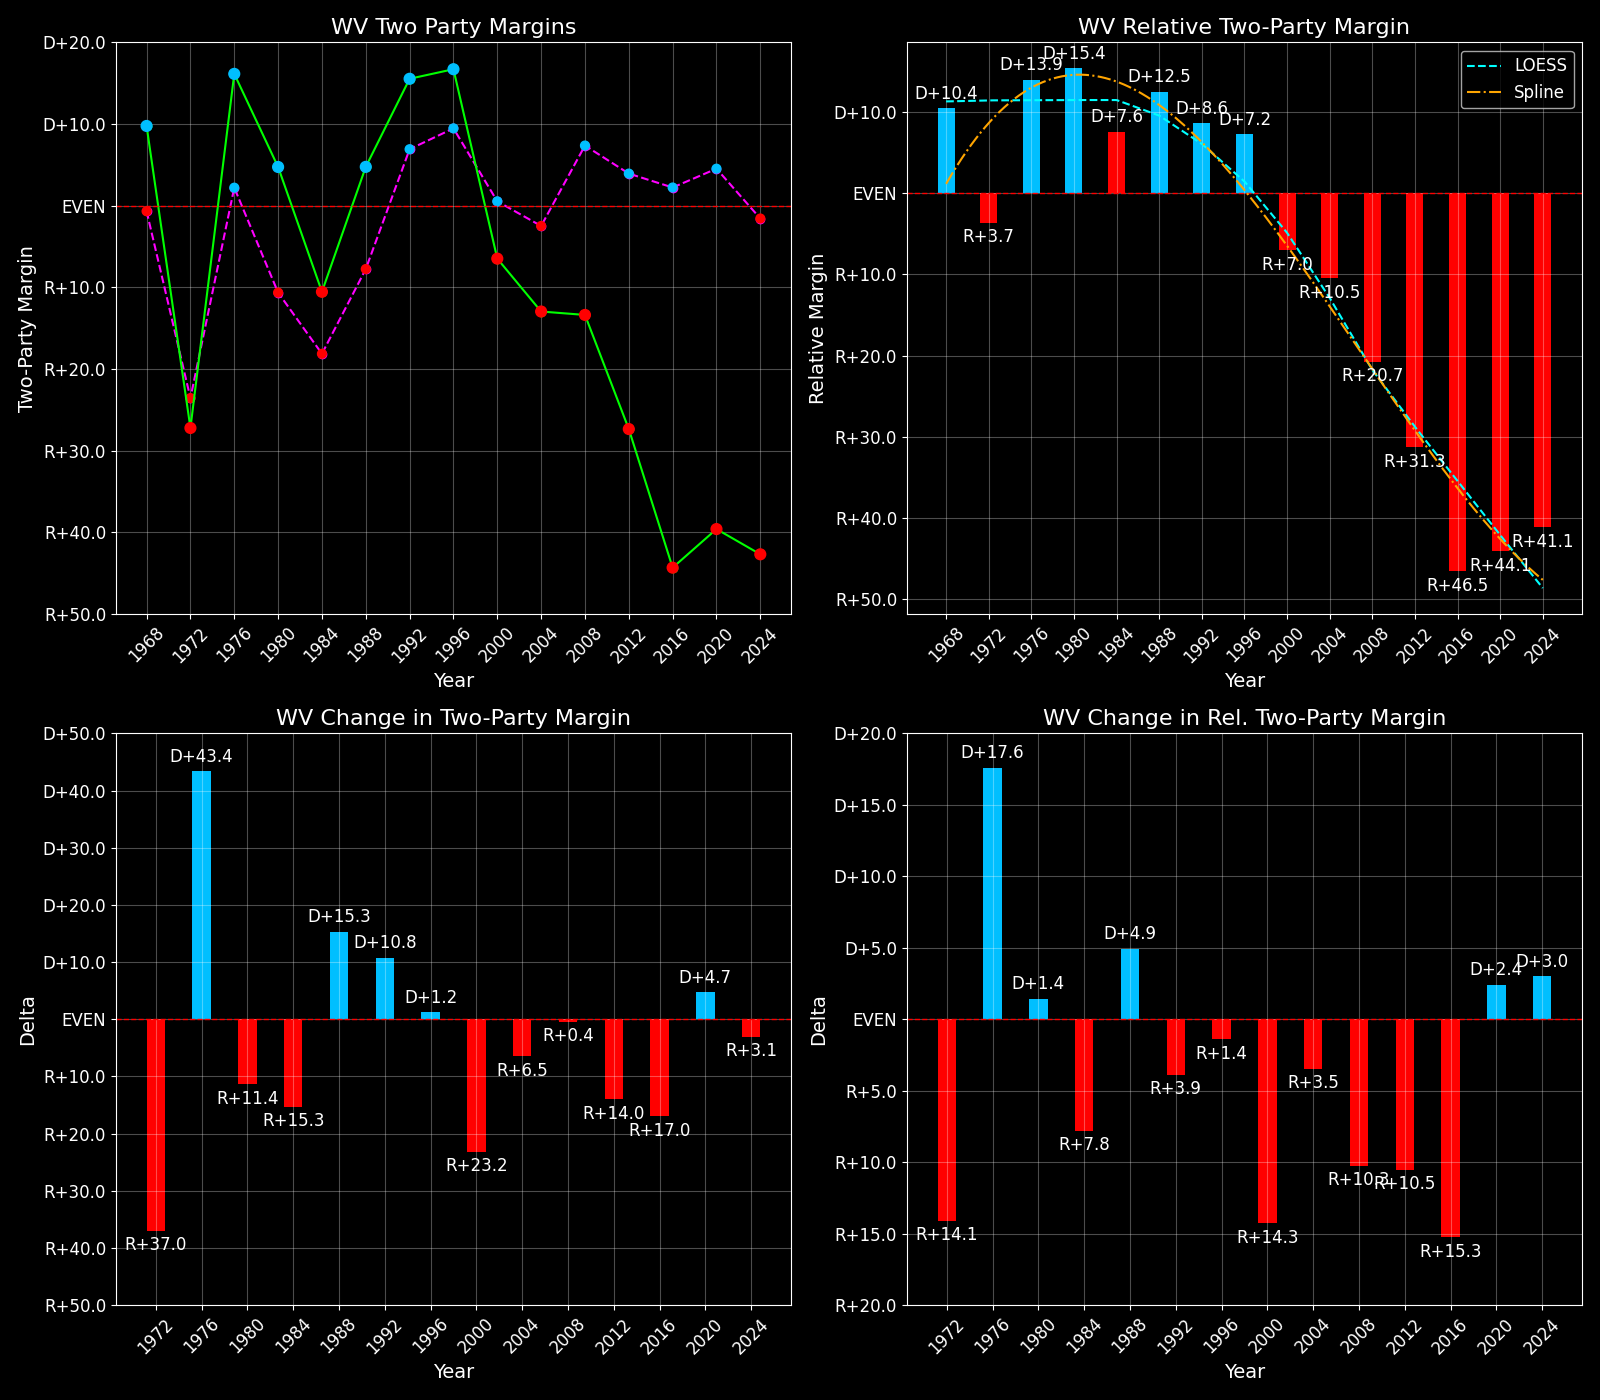 WV Two Party Margins
Two-Party Margin
D+20.0
D+10.0
EVEN
R+10.0
R+20.0
R+30.0
R+40.0
R+50.0
1968
1972
1976
1980
1984
1988
1992
1996
2000
2004
2008
2012
2016
2020
2024
Year
WV Relative Two-Party Margin
Relative Margin
D+10.0
EVEN
R+10.0
R+20.0
R+30.0
R+40.0
R+50.0
LOESS
Spline
D+10.4
R+3.7
D+13.9
D+15.4
D+7.6
D+12.5
D+8.6
D+7.2
R+7.0
R+10.5
R+20.7
R+31.3
R+46.5
R+44.1
R+41.1
1968
1972
1976
1980
1984
1988
1992
1996
2000
2004
2008
2012
2016
2020
2024
Year
WV Change in Two-Party Margin
Delta
D+50.0
D+40.0
D+30.0
D+20.0
D+10.0
EVEN
R+10.0
R+20.0
R+30.0
R+40.0
R+50.0
R+37.0
D+43.4
R+11.4
R+15.3
D+15.3
D+10.8
D+1.2
R+23.2
R+6.5
R+0.4
R+14.0
R+17.0
D+4.7
R+3.1
1972
1976
1980
1984
1988
1992
1996
2000
2004
2008
2012
2016
2020
2024
Year
WV Change in Rel. Two-Party Margin
Delta
D+20.0
D+15.0
D+10.0
D+5.0
EVEN
R+5.0
R+10.0
R+15.0
R+20.0
R+14.1
D+17.6
D+1.4
R+7.8
D+4.9
R+3.9
R+1.4
R+14.3
R+3.5
R+10.3
R+10.5
R+15.3
D+2.4
D+3.0
1972
1976
1980
1984
1988
1992
1996
2000
2004
2008
2012
2016
2020
2024
Year